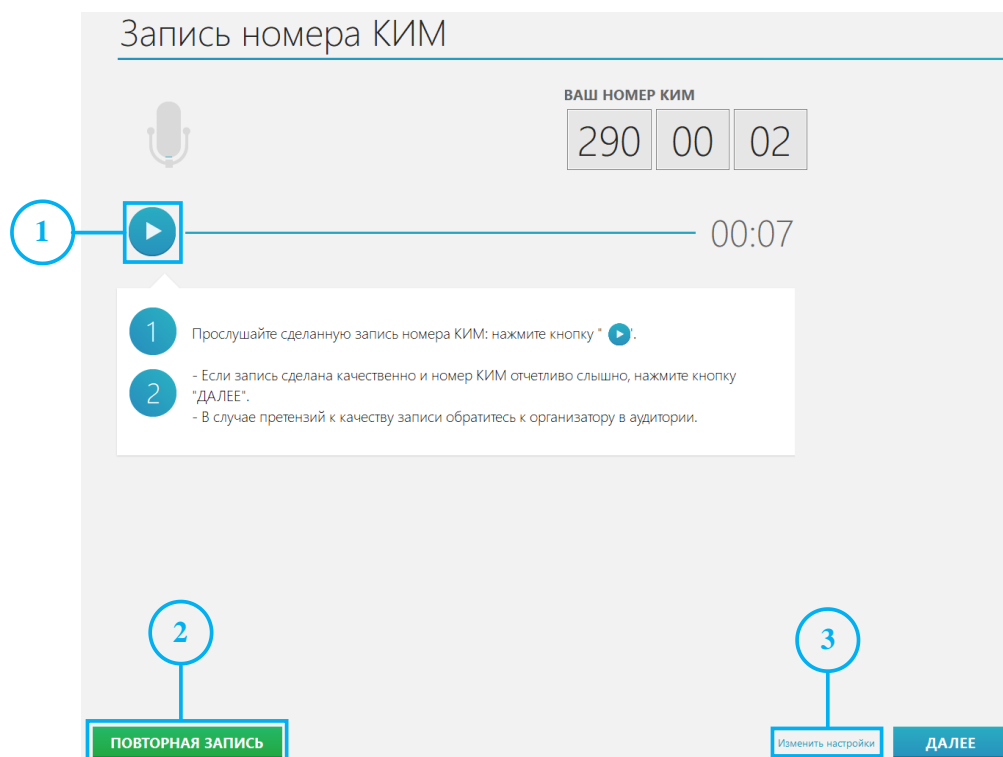 Запись номера КИМ
ВАШ НОМЕР КИМ
290 00 02
1
00:07
1 Прослушайте сделанную запись номера КИМ: нажмите кнопку " ".
2 - Если запись сделана качественно и номер КИМ отчетливо слышно, нажмите кнопку
"ДАЛЕЕ".
- В случае претензий к качеству записи обратитесь к организатору в аудитории.
2
3
ПОВТОРНАЯ ЗАПИСЬ
Изменить настройки
ДАЛЕЕ